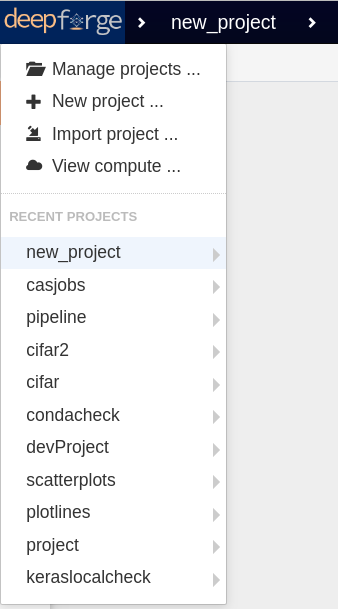 deepforge
new_project
Manage projects ...
New project ...
Import project ...
View compute ...
RECENT PROJECTS
new_project
casjobs
pipeline
cifar2
cifar
condacheck
devProject
scatterplots
plotlines
project
keraslocalcheck